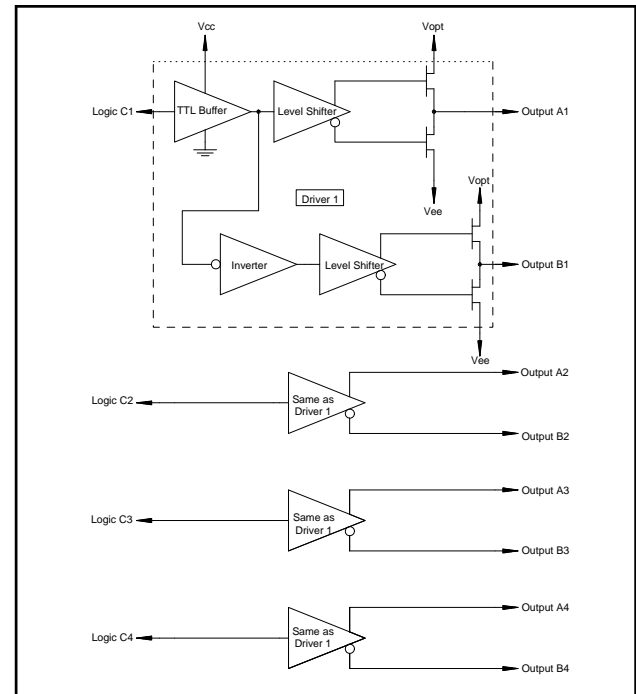 Vcc
Vopt
Logic C1
TTL Buffer
Level Shifter
Output A1
Driver 1
Vee
Vopt
Inverter
Level Shifter
Output B1
Vee
Output A2
Logic C2
Same as
Driver 1
Output B2
Output A3
Logic C3
Same as
Driver 1
Output B3
Output A4
Logic C4
Same as
Driver 1
Output B4